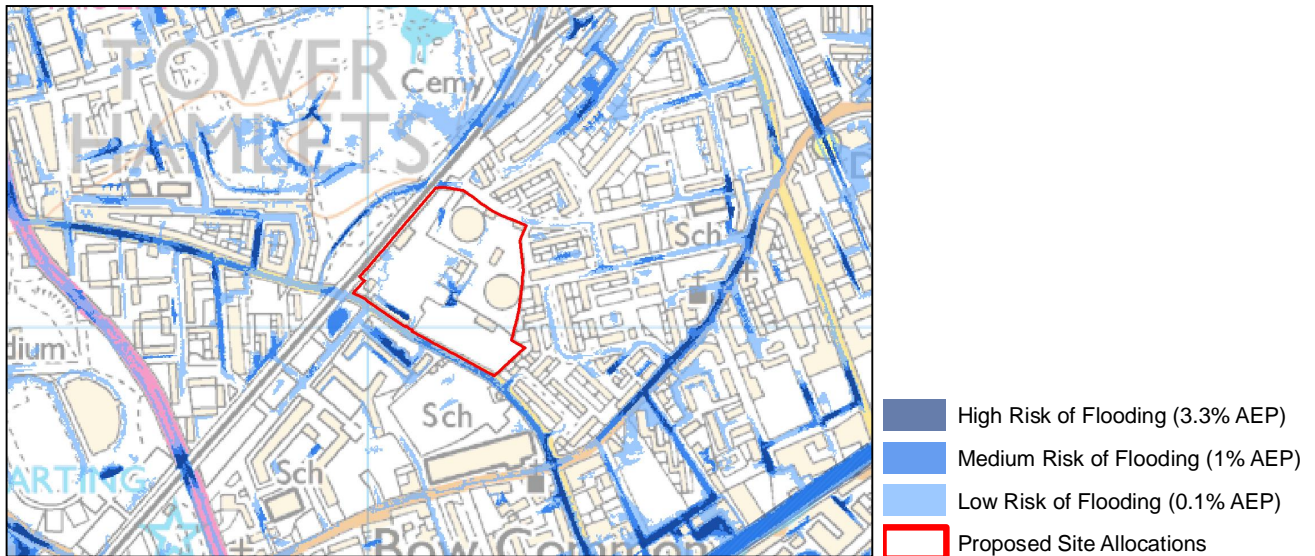 TOWER
HAMLETS
Cemy
Sch
dium
Sch
Sch
ARTING
Bow Common
High Risk of Flooding (3.3% AEP)
Medium Risk of Flooding (1% AEP)
Low Risk of Flooding (0.1% AEP)
Proposed Site Allocations